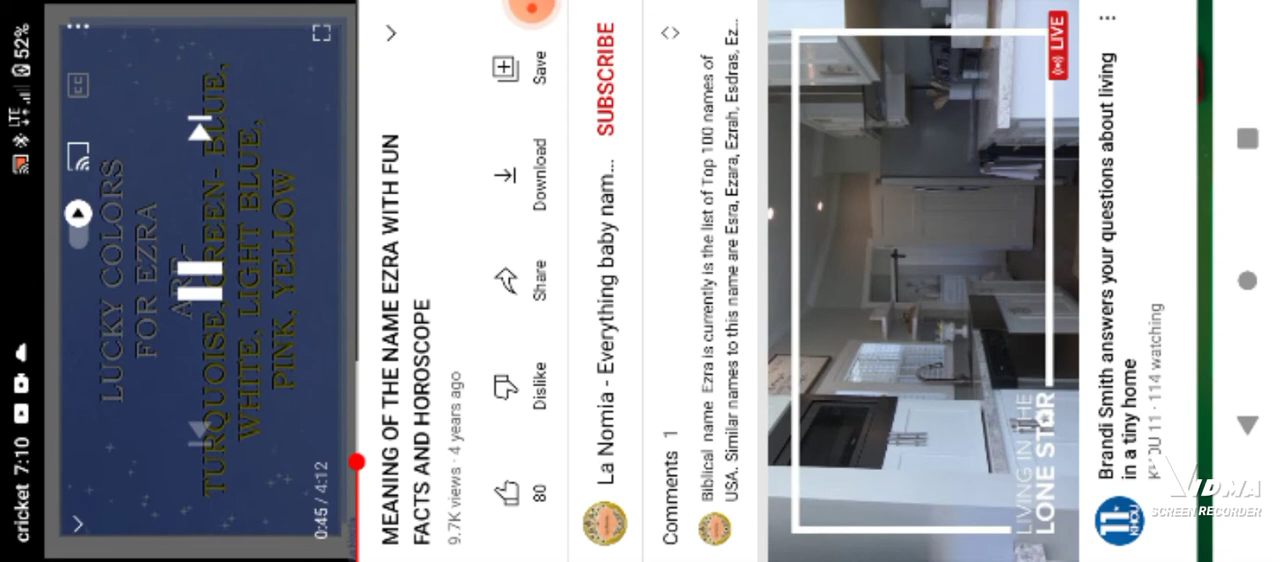 cricket 7:10
LTE
52%
CC
LUCKY COLORS
FOR EZRA
ARE-
TURQUOISE, GREEN- BLUE,
WHITE, LIGHT BLUE,
PINK, YELLOW
0:45 / 4:12
MEANING OF THE NAME EZRA WITH FUN
FACTS AND HOROSCOPE
9.7K views · 4 years ago
80
Dislike
Share
Download
Save
La Nomia - Everything baby nam...
SUBSCRIBE
Comments 1
Biblical name Ezra is currently is the list of Top 100 names of
USA. Similar names to this name are Esra, Ezara, Ezrah, Esdras, Ez...
LIVE
LIVING IN THE
LONE STAR
11
KHOU
Brandi Smith answers your questions about living
in a tiny home
KHOU 11 · 114 watching
VIDMA
SCREEN RECORDER